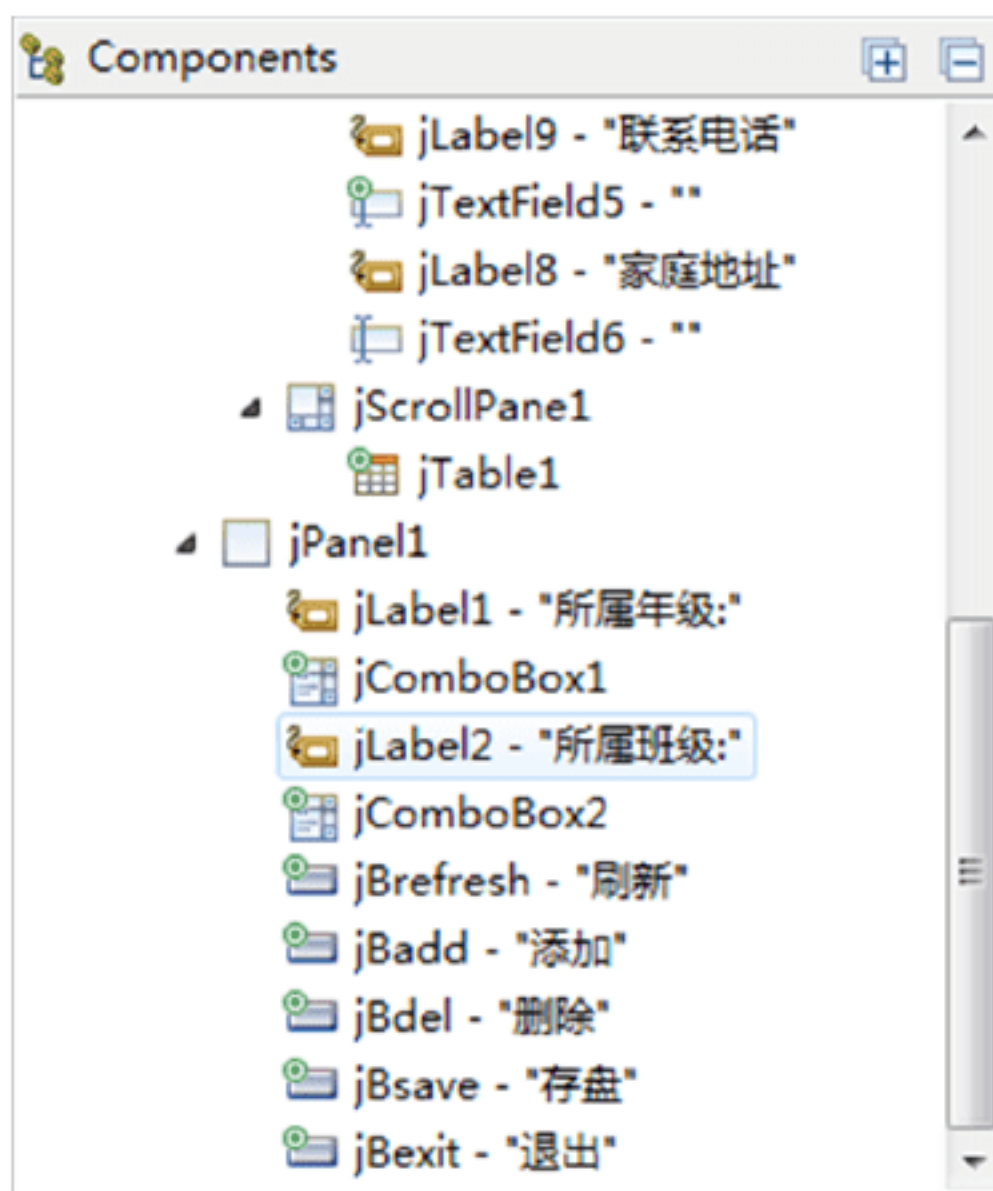 Components
jLabel9 - "联系电话"
jTextField5 - ""
jLabel8 - "家庭地址"
jTextField6 - ""
jScrollPane1
jTable1
jPanel1
jLabel1 - "所属年级:"
jComboBox1
jLabel2 - "所属班级:"
jComboBox2
jBrefresh - "刷新"
jBadd - "添加"
jBdel - "删除"
jBsave - "存盘"
jBexit - "退出"